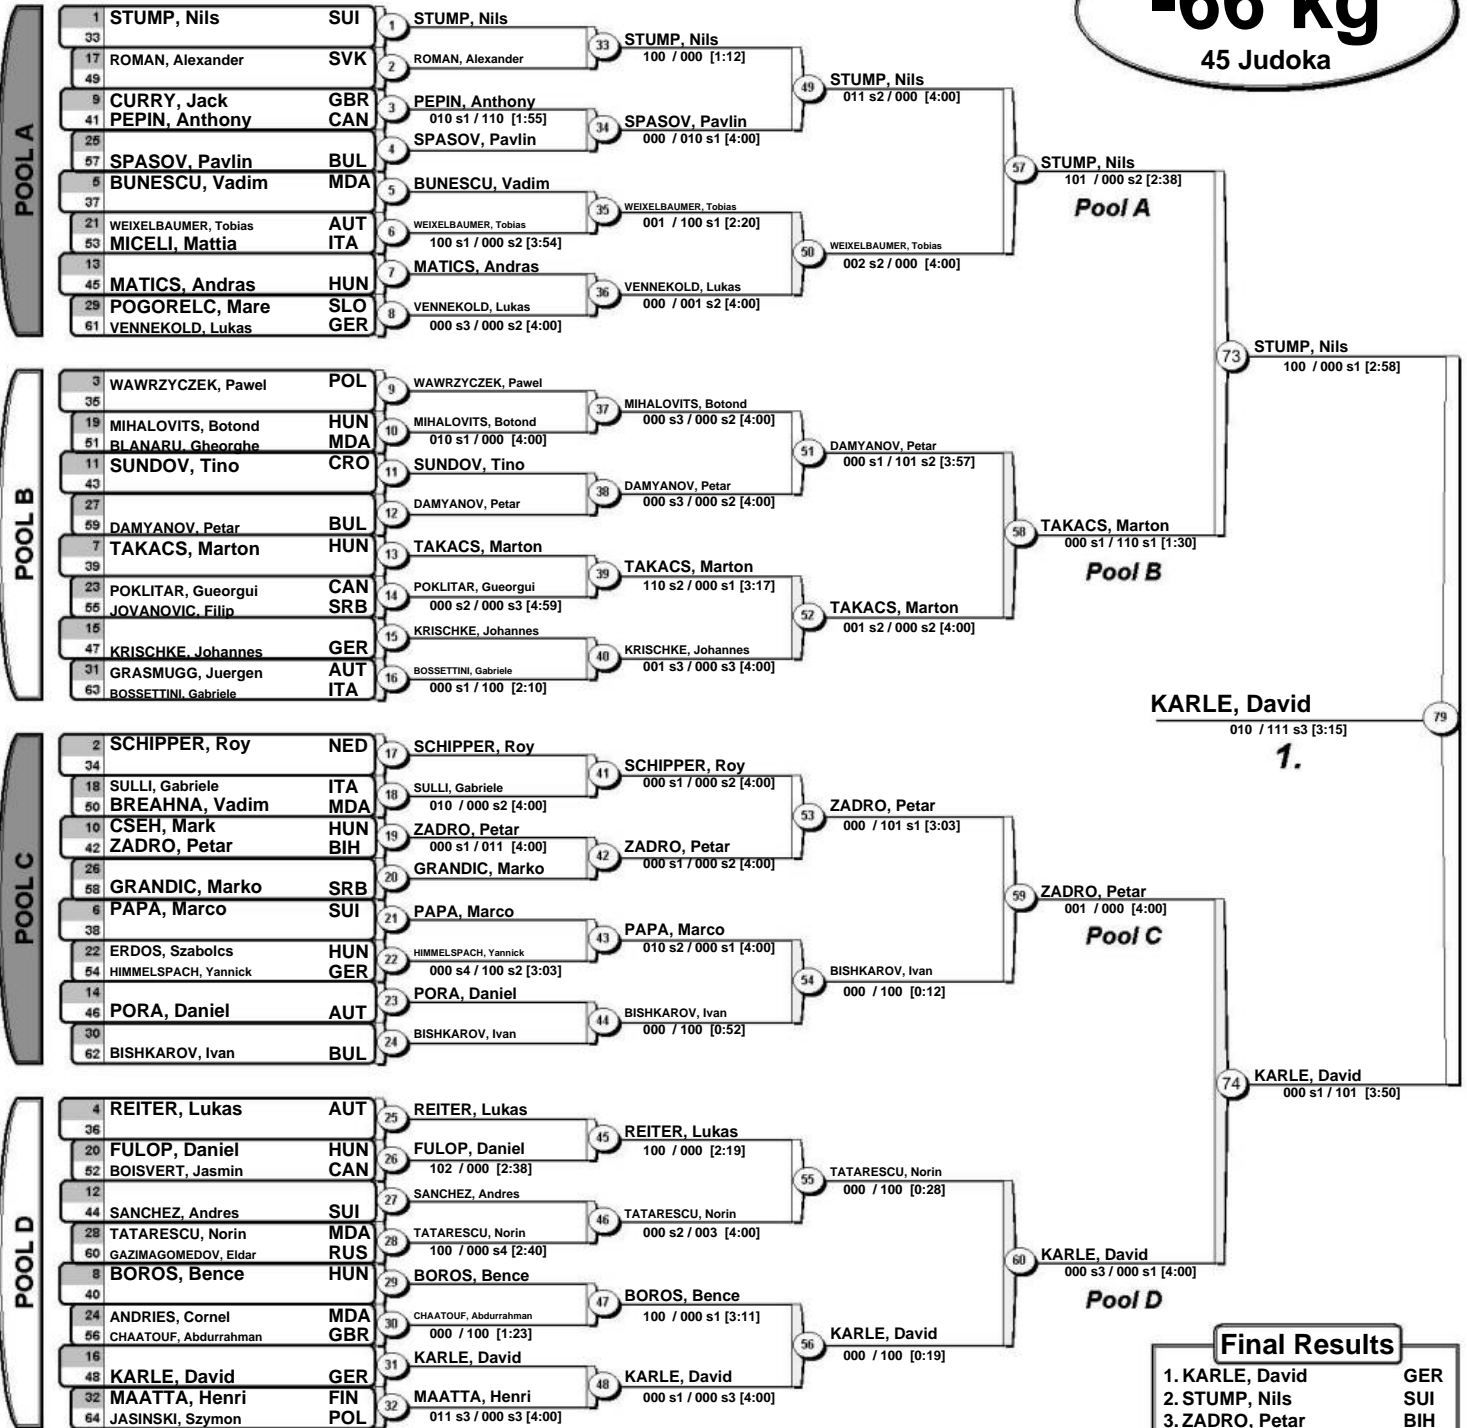 -66 kg
45 Judoka
POOL A
1 STUMP, Nils SUI
33
17 ROMAN, Alexander SVK
49
9 CURRY, Jack GBR
41 PEPIN, Anthony CAN
25
57 SPASOV, Pavlin BUL
5 BUNESCU, Vadim MDA
37
21 WEIXELBAUMER, Tobias AUT
53 MICELI, Mattia ITA
13
45 MATICS, Andras HUN
29 POGORELC, Mare SLO
61 VENNEKOLD, Lukas GER
1 STUMP, Nils
2 ROMAN, Alexander
3 PEPIN, Anthony
010 s1 / 110 [1:55]
4 SPASOV, Pavlin
5 BUNESCU, Vadim
6 WEIXELBAUMER, Tobias
100 s1 / 000 s2 [3:54]
7 MATICS, Andras
8 VENNEKOLD, Lukas
000 s3 / 000 s2 [4:00]
33 STUMP, Nils
100 / 000 [1:12]
34 SPASOV, Pavlin
000 / 010 s1 [4:00]
35 WEIXELBAUMER, Tobias
001 / 100 s1 [2:20]
36 VENNEKOLD, Lukas
000 / 001 s2 [4:00]
49 STUMP, Nils
011 s2 / 000 [4:00]
50 WEIXELBAUMER, Tobias
002 s2 / 000 [4:00]
57 STUMP, Nils
101 / 000 s2 [2:38]
Pool A
POOL B
3 WAWRZYCZEK, Pawel POL
35
19 MIHALOVITS, Botond HUN
51 BLANARU, Gheorghe MDA
11 SUNDOV, Tino CRO
43
27
59 DAMYANOV, Petar BUL
7 TAKACS, Marton HUN
39
23 POKLITAR, Gueorgui CAN
55 JOVANOVIC, Filip SRB
15
47 KRISCHKE, Johannes GER
31 GRASMUGG, Juergen AUT
63 BOSSETTINI, Gabriele ITA
9 WAWRZYCZEK, Pawel
10 MIHALOVITS, Botond
010 s1 / 000 [4:00]
11 SUNDOV, Tino
12 DAMYANOV, Petar
13 TAKACS, Marton
14 POKLITAR, Gueorgui
000 s2 / 000 s3 [4:59]
15 KRISCHKE, Johannes
16 BOSSETTINI, Gabriele
000 s1 / 100 [2:10]
37 MIHALOVITS, Botond
000 s3 / 000 s2 [4:00]
38 DAMYANOV, Petar
000 s3 / 000 s2 [4:00]
39 TAKACS, Marton
110 s2 / 000 s1 [3:17]
40 KRISCHKE, Johannes
001 s3 / 000 s3 [4:00]
51 DAMYANOV, Petar
000 s1 / 101 s2 [3:57]
52 TAKACS, Marton
001 s2 / 000 s2 [4:00]
58 TAKACS, Marton
000 s1 / 110 s1 [1:30]
Pool B
73 STUMP, Nils
100 / 000 s1 [2:58]
KARLE, David 79
010 / 111 s3 [3:15]
1.
POOL C
2 SCHIPPER, Roy NED
34
18 SULLI, Gabriele ITA
50 BREAHNA, Vadim MDA
10 CSEH, Mark HUN
42 ZADRO, Petar BIH
26
58 GRANDIC, Marko SRB
6 PAPA, Marco SUI
38
22 ERDOS, Szabolcs HUN
54 HIMMELSPACH, Yannick GER
14
46 PORA, Daniel AUT
30
62 BISHKAROV, Ivan BUL
17 SCHIPPER, Roy
18 SULLI, Gabriele
010 / 000 s2 [4:00]
19 ZADRO, Petar
000 s1 / 011 [4:00]
20 GRANDIC, Marko
21 PAPA, Marco
22 HIMMELSPACH, Yannick
000 s4 / 100 s2 [3:03]
23 PORA, Daniel
24 BISHKAROV, Ivan
41 SCHIPPER, Roy
000 s1 / 000 s2 [4:00]
42 ZADRO, Petar
000 s1 / 000 s2 [4:00]
43 PAPA, Marco
010 s2 / 000 s1 [4:00]
44 BISHKAROV, Ivan
000 / 100 [0:52]
53 ZADRO, Petar
000 / 101 s1 [3:03]
54 BISHKAROV, Ivan
000 / 100 [0:12]
59 ZADRO, Petar
001 / 000 [4:00]
Pool C
POOL D
4 REITER, Lukas AUT
36
20 FULOP, Daniel HUN
52 BOISVERT, Jasmin CAN
12
44 SANCHEZ, Andres SUI
28 TATARESCU, Norin MDA
60 GAZIMAGOMEDOV, Eldar RUS
8 BOROS, Bence HUN
40
24 ANDRIES, Cornel MDA
56 CHAATOUF, Abdurrahman GBR
16
48 KARLE, David GER
32 MAATTA, Henri FIN
64 JASINSKI, Szymon POL
25 REITER, Lukas
26 FULOP, Daniel
102 / 000 [2:38]
27 SANCHEZ, Andres
28 TATARESCU, Norin
100 / 000 s4 [2:40]
29 BOROS, Bence
30 CHAATOUF, Abdurrahman
000 / 100 [1:23]
31 KARLE, David
32 MAATTA, Henri
011 s3 / 000 s3 [4:00]
45 REITER, Lukas
100 / 000 [2:19]
46 TATARESCU, Norin
000 s2 / 003 [4:00]
47 BOROS, Bence
100 / 000 s1 [3:11]
48 KARLE, David
000 s1 / 000 s3 [4:00]
55 TATARESCU, Norin
000 / 100 [0:28]
56 KARLE, David
000 / 100 [0:19]
60 KARLE, David
000 s3 / 000 s1 [4:00]
Pool D
74 KARLE, David
000 s1 / 101 [3:50]
Final Results
1. KARLE, David GER
2. STUMP, Nils SUI
3. ZADRO, Petar BIH